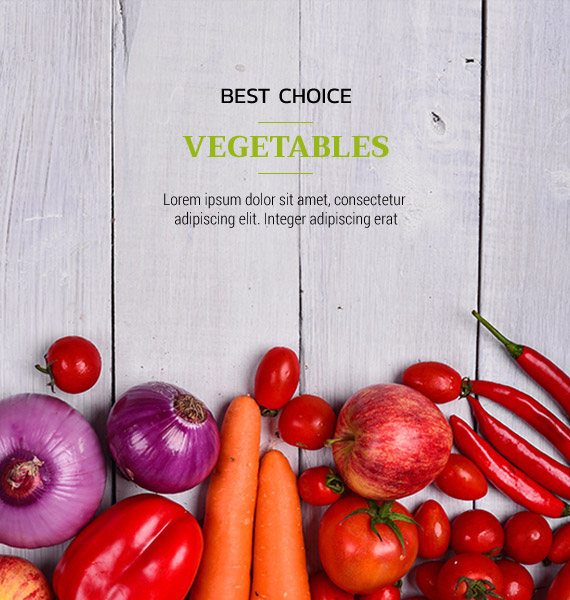 BEST CHOICE
VEGETABLES
Lorem ipsum dolor sit amet, consectetur
adipiscing elit. Integer adipiscing erat